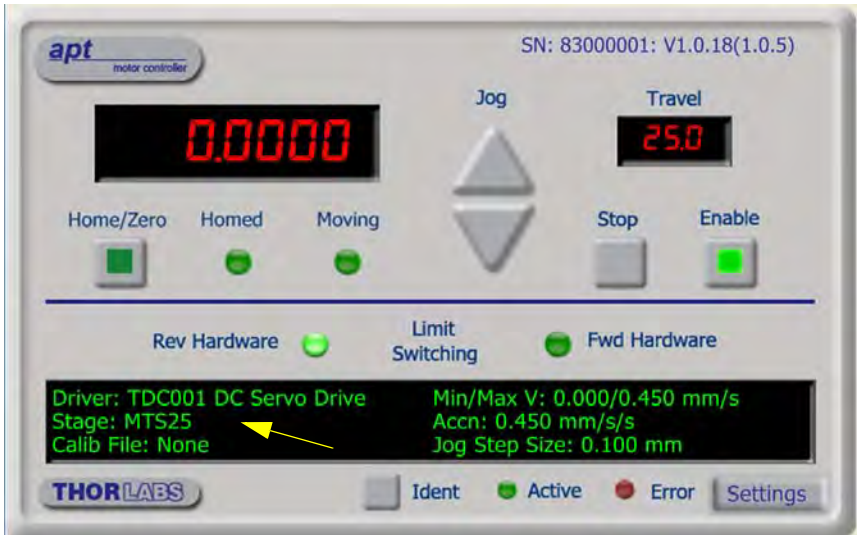 apt
motor controller
SN: 83000001: V1.0.18(1.0.5)
Jog
Travel
0.0000
25.0
Home/Zero
Homed
Moving
Stop
Enable
Rev Hardware
Limit
Switching
Fwd Hardware
Driver: TDC001 DC Servo Drive
Stage: MTS25
Calib File: None
Min/Max V: 0.000/0.450 mm/s
Accn: 0.450 mm/s/s
Jog Step Size: 0.100 mm
THORLABS
Ident
Active
Error
Settings